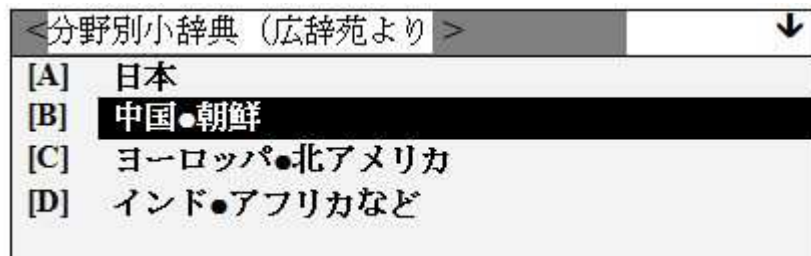 <分野別小辞典（広辞苑より > ↓
[A] 日本
[B] 中国●朝鮮
[C] ヨーロッパ●北アメリカ
[D] インド●アフリカなど